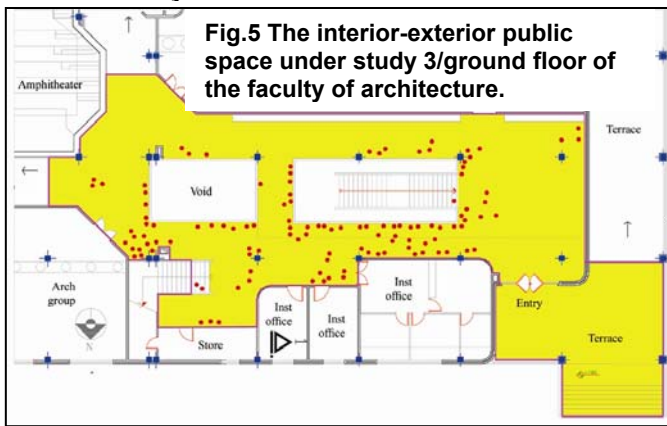 Fig.5 The interior-exterior public
space under study 3/ground floor of
the faculty of architecture.
Amphitheater
Terrace
Void
Arch
group
N
Inst
office
Inst
office
Inst
office
Store
Entry
Terrace